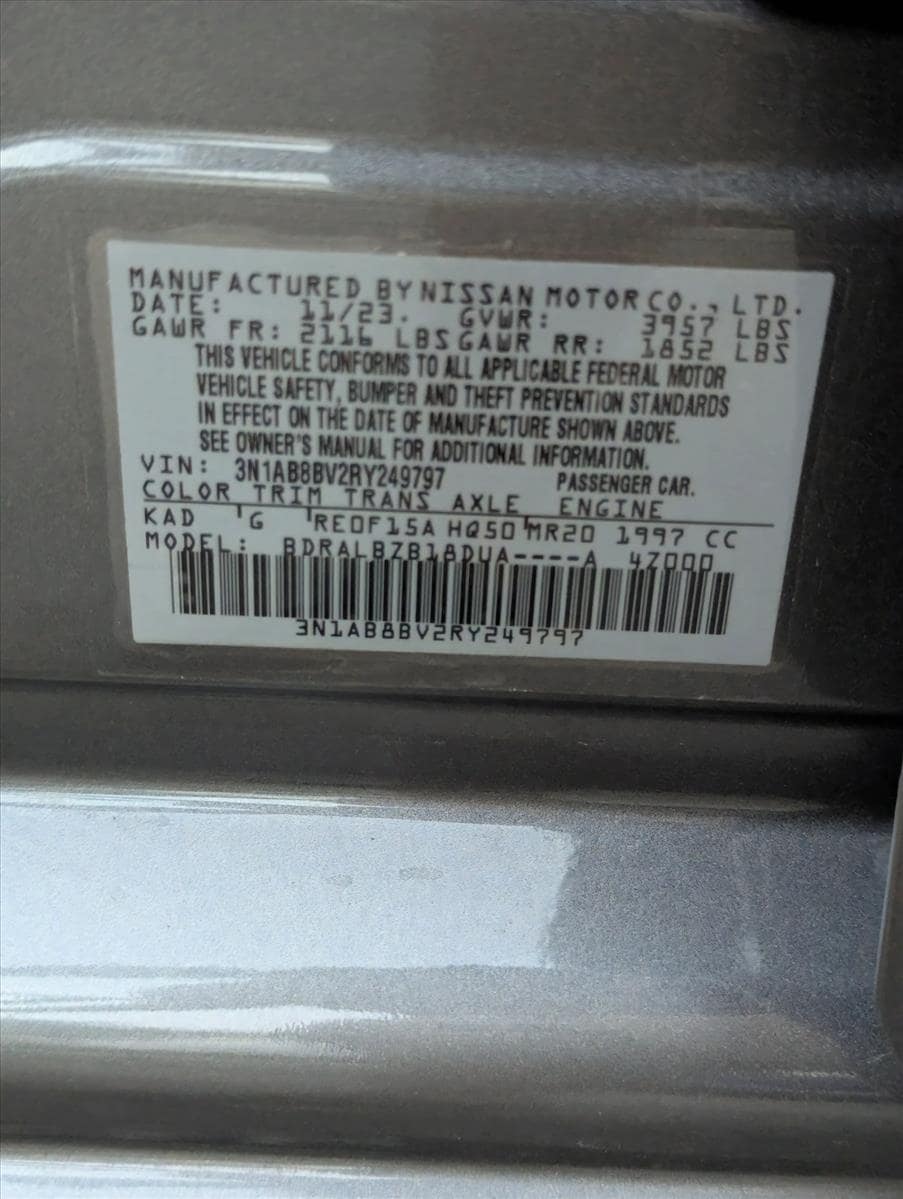 MANUFACTURED BY NISSAN MOTOR CO., LTD.
DATE: 11/23. GVWR: 3957 LBS
GAWR FR: 2116 LBS GAWR RR: 1852 LBS
THIS VEHICLE CONFORMS TO ALL APPLICABLE FEDERAL MOTOR
VEHICLE SAFETY, BUMPER AND THEFT PREVENTION STANDARDS
IN EFFECT ON THE DATE OF MANUFACTURE SHOWN ABOVE.
SEE OWNER'S MANUAL FOR ADDITIONAL INFORMATION.
VIN: 3N1AB8BV2RY249797 PASSENGER CAR.
COLOR TRIM TRANS AXLE ENGINE
KAD G RE0F15A HQ50 MR20 1997 CC
MODEL: BDRALBZB18DUA----A 4Z000
3N1AB8BV2RY249797